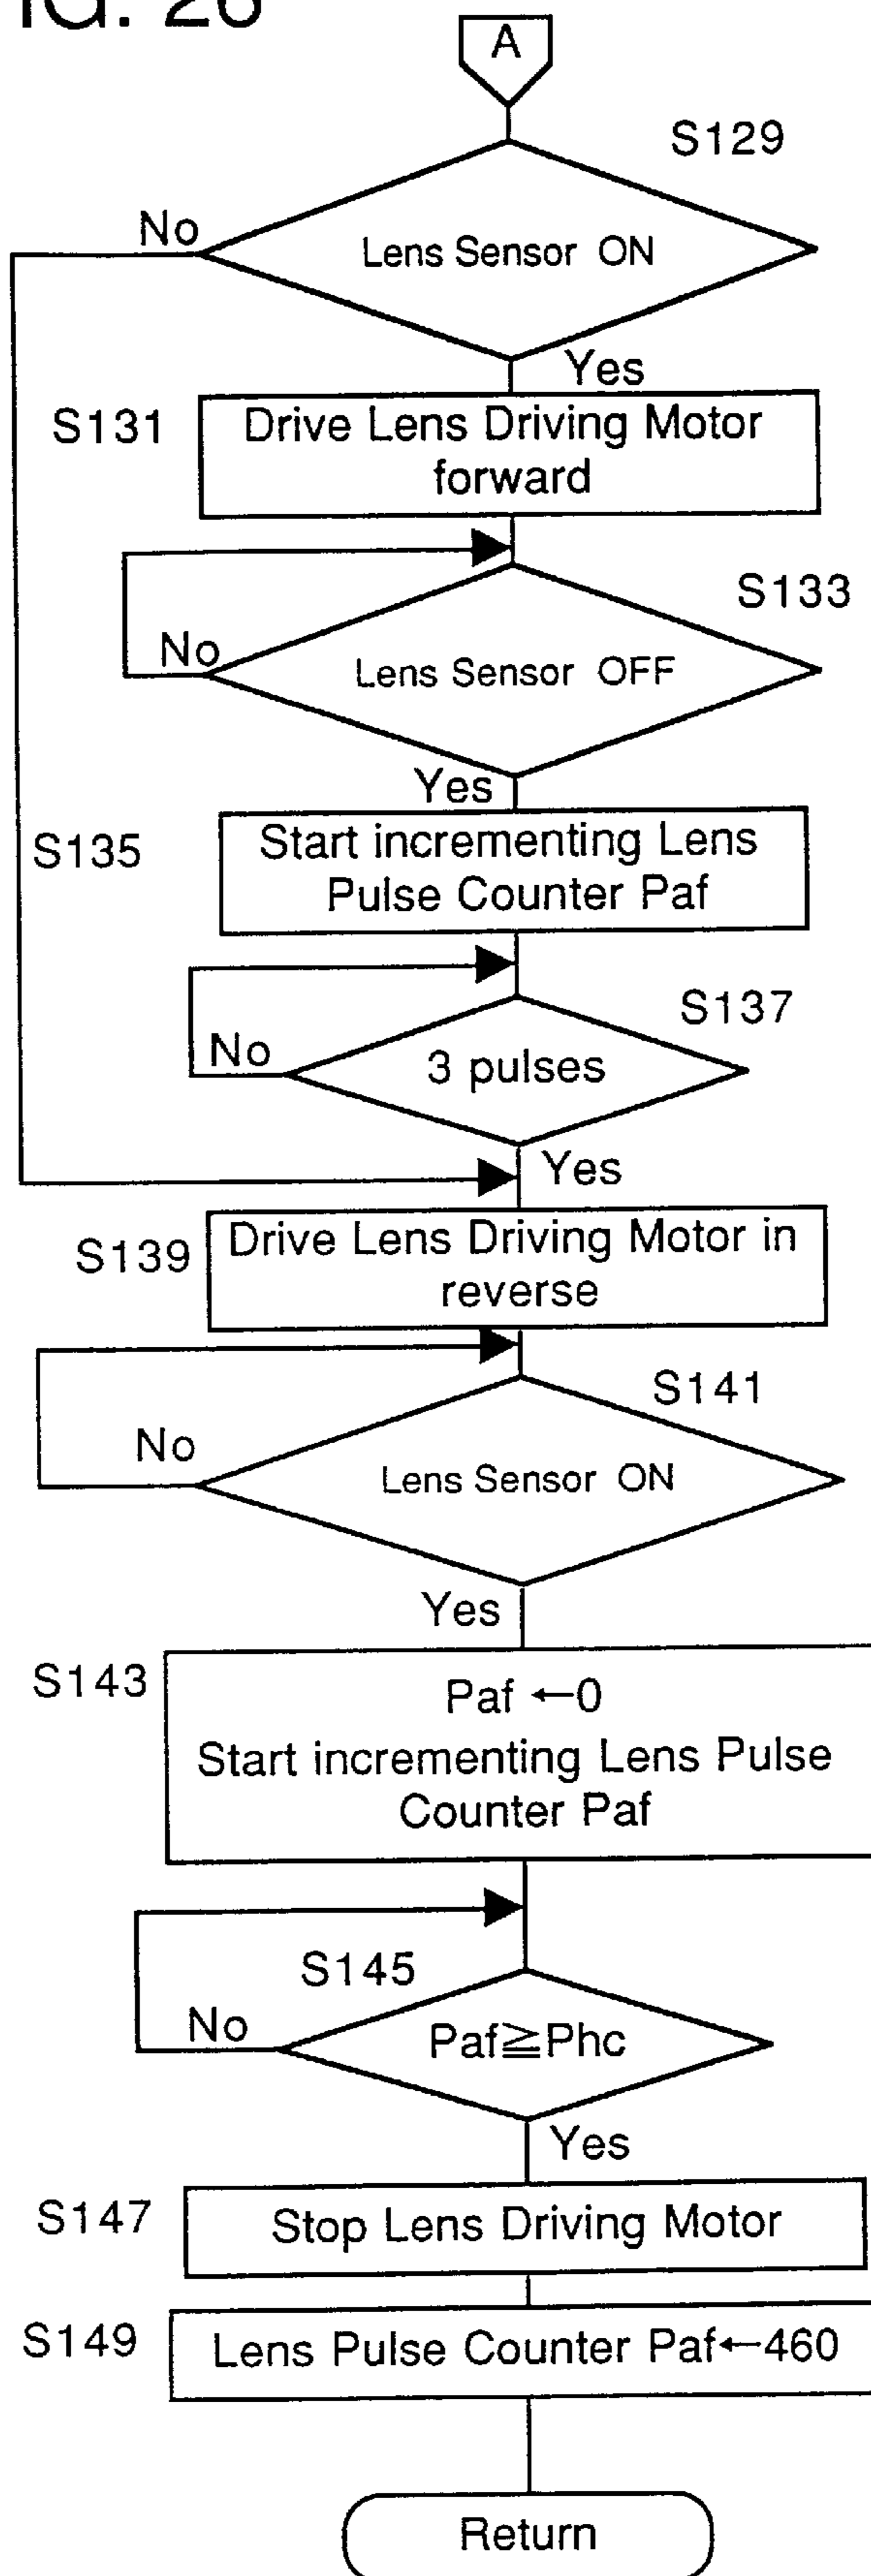 FIG. 26
A
S129
No
Lens Sensor ON
Yes
S131
Drive Lens Driving Motor
forward
S133
No
Lens Sensor OFF
Yes
S135
Start incrementing Lens
Pulse Counter Paf
S137
No
3 pulses
Yes
S139
Drive Lens Driving Motor in
reverse
S141
No
Lens Sensor ON
Yes
S143
Paf ←0
Start incrementing Lens Pulse
Counter Paf
S145
No
Paf≧Phc
Yes
S147
Stop Lens Driving Motor
S149
Lens Pulse Counter Paf←460
Return